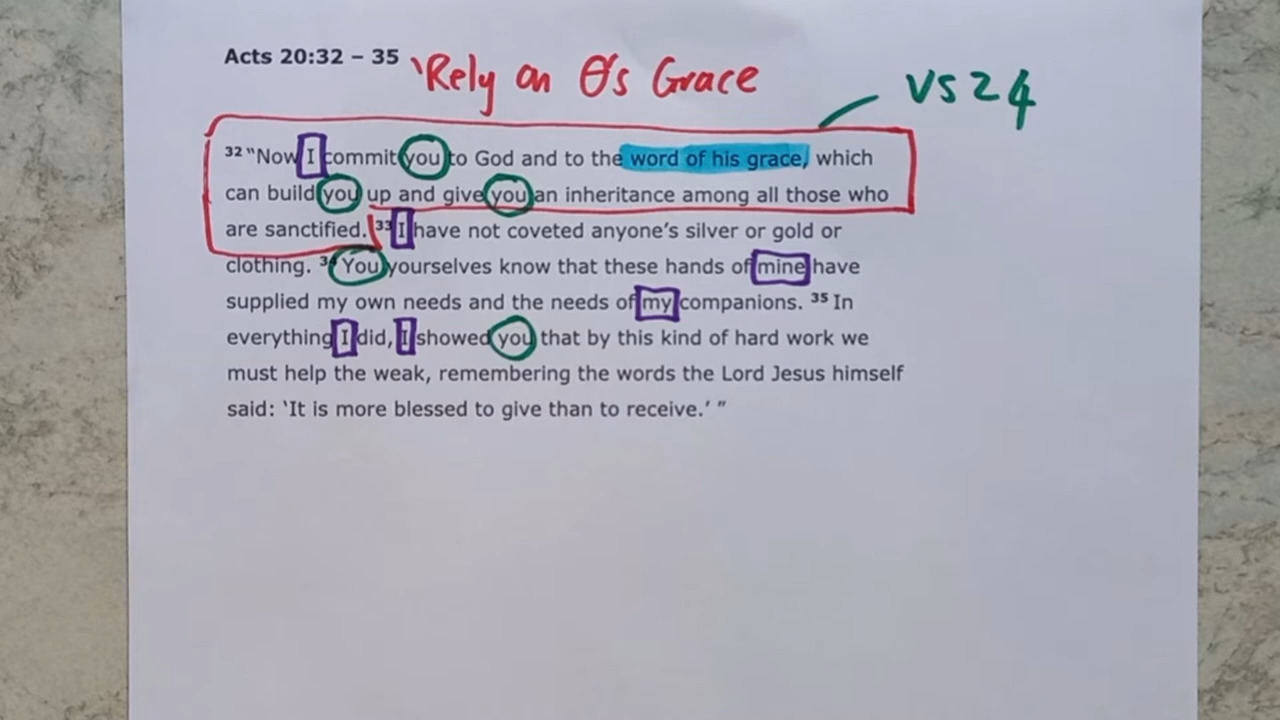 Acts 20:32 – 35 'Rely on θ's Grace
vs 24
³² “Now I commit you to God and to the word of his grace, which
can build you up and give you an inheritance among all those who
are sanctified. ³³ I have not coveted anyone’s silver or gold or
clothing. ³⁴ You yourselves know that these hands of mine have
supplied my own needs and the needs of my companions. ³⁵ In
everything I did, I showed you that by this kind of hard work we
must help the weak, remembering the words the Lord Jesus himself
said: ‘It is more blessed to give than to receive.’ ”